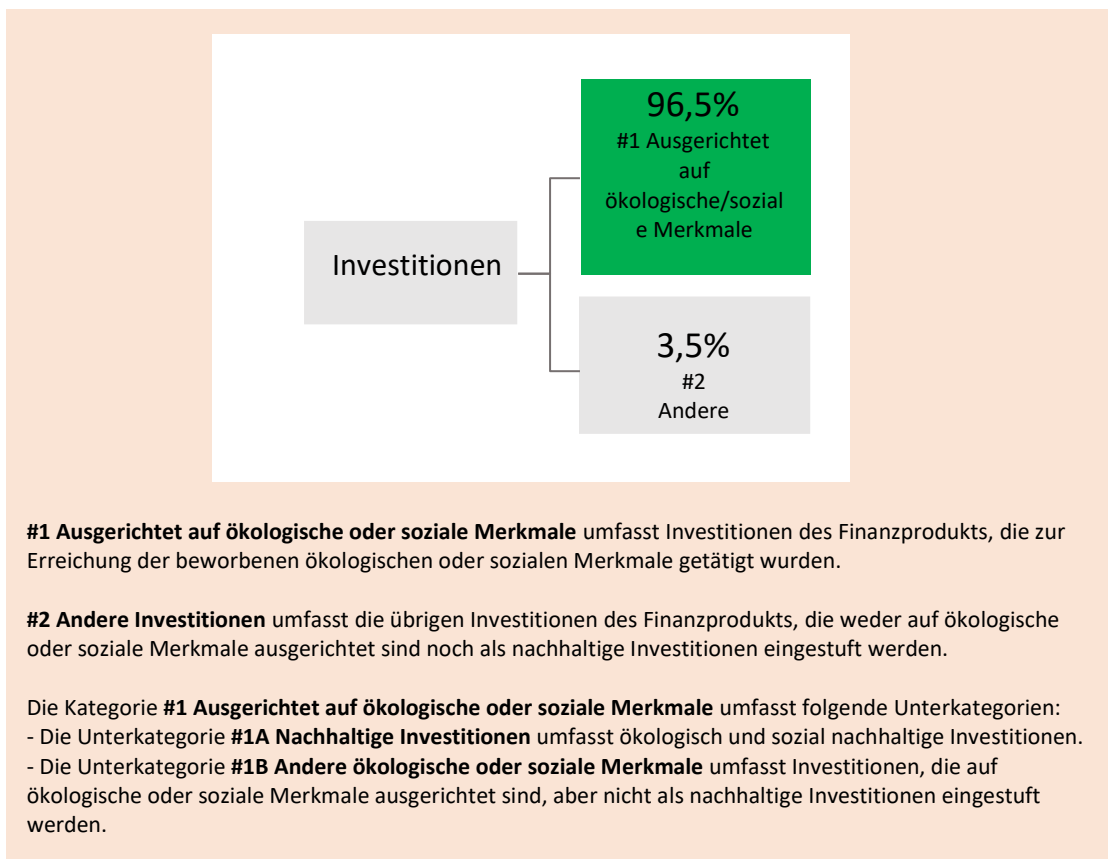 96,5%
#1 Ausgerichtet
auf
ökologische/sozial
e Merkmale
Investitionen
3,5%
#2
Andere
#1 Ausgerichtet auf ökologische oder soziale Merkmale umfasst Investitionen des Finanzprodukts, die zur
Erreichung der beworbenen ökologischen oder sozialen Merkmale getätigt wurden.
#2 Andere Investitionen umfasst die übrigen Investitionen des Finanzprodukts, die weder auf ökologische
oder soziale Merkmale ausgerichtet sind noch als nachhaltige Investitionen eingestuft werden.
Die Kategorie #1 Ausgerichtet auf ökologische oder soziale Merkmale umfasst folgende Unterkategorien:
- Die Unterkategorie #1A Nachhaltige Investitionen umfasst ökologisch und sozial nachhaltige Investitionen.
- Die Unterkategorie #1B Andere ökologische oder soziale Merkmale umfasst Investitionen, die auf
ökologische oder soziale Merkmale ausgerichtet sind, aber nicht als nachhaltige Investitionen eingestuft
werden.